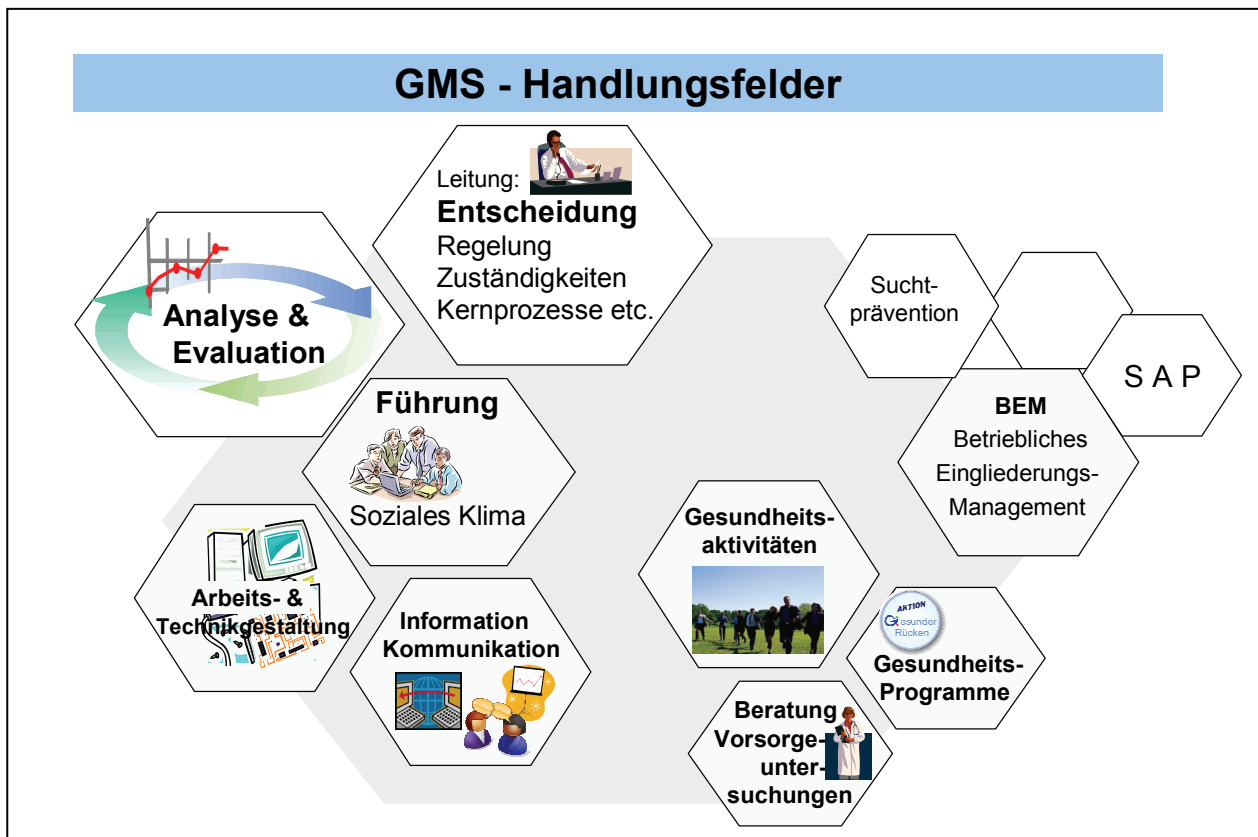 GMS - Handlungsfelder
Leitung:
Entscheidung
Regelung
Zuständigkeiten
Kernprozesse etc.
Analyse &
Evaluation
Sucht-
prävention
S A P
BEM
Betriebliches
Eingliederungs-
Management
Führung
Soziales Klima
Gesundheits-
aktivitäten
Arbeits- &
Technikgestaltung
Information
Kommunikation
AKTION
Gesunder
Rücken
Gesundheits-
Programme
Beratung
Vorsorge-
unter-
suchungen